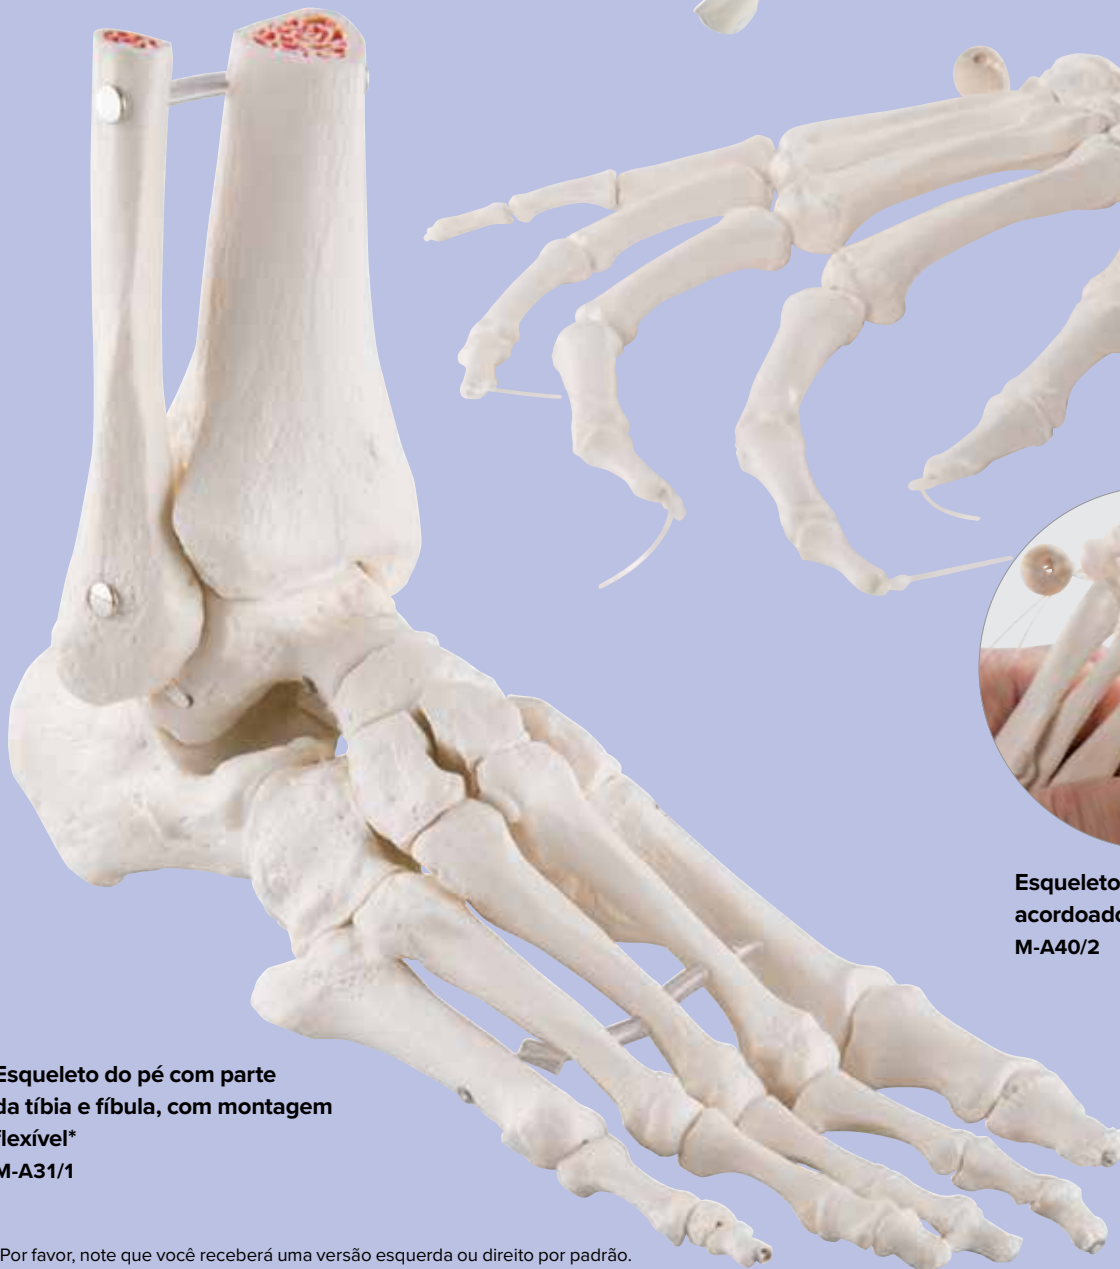 Esqueleto
acordoado
M-A40/2
Esqueleto do pé com parte
da tíbia e fíbula, com montagem
flexível*
M-A31/1
Por favor, note que você receberá uma versão esquerda ou direito por padrão.